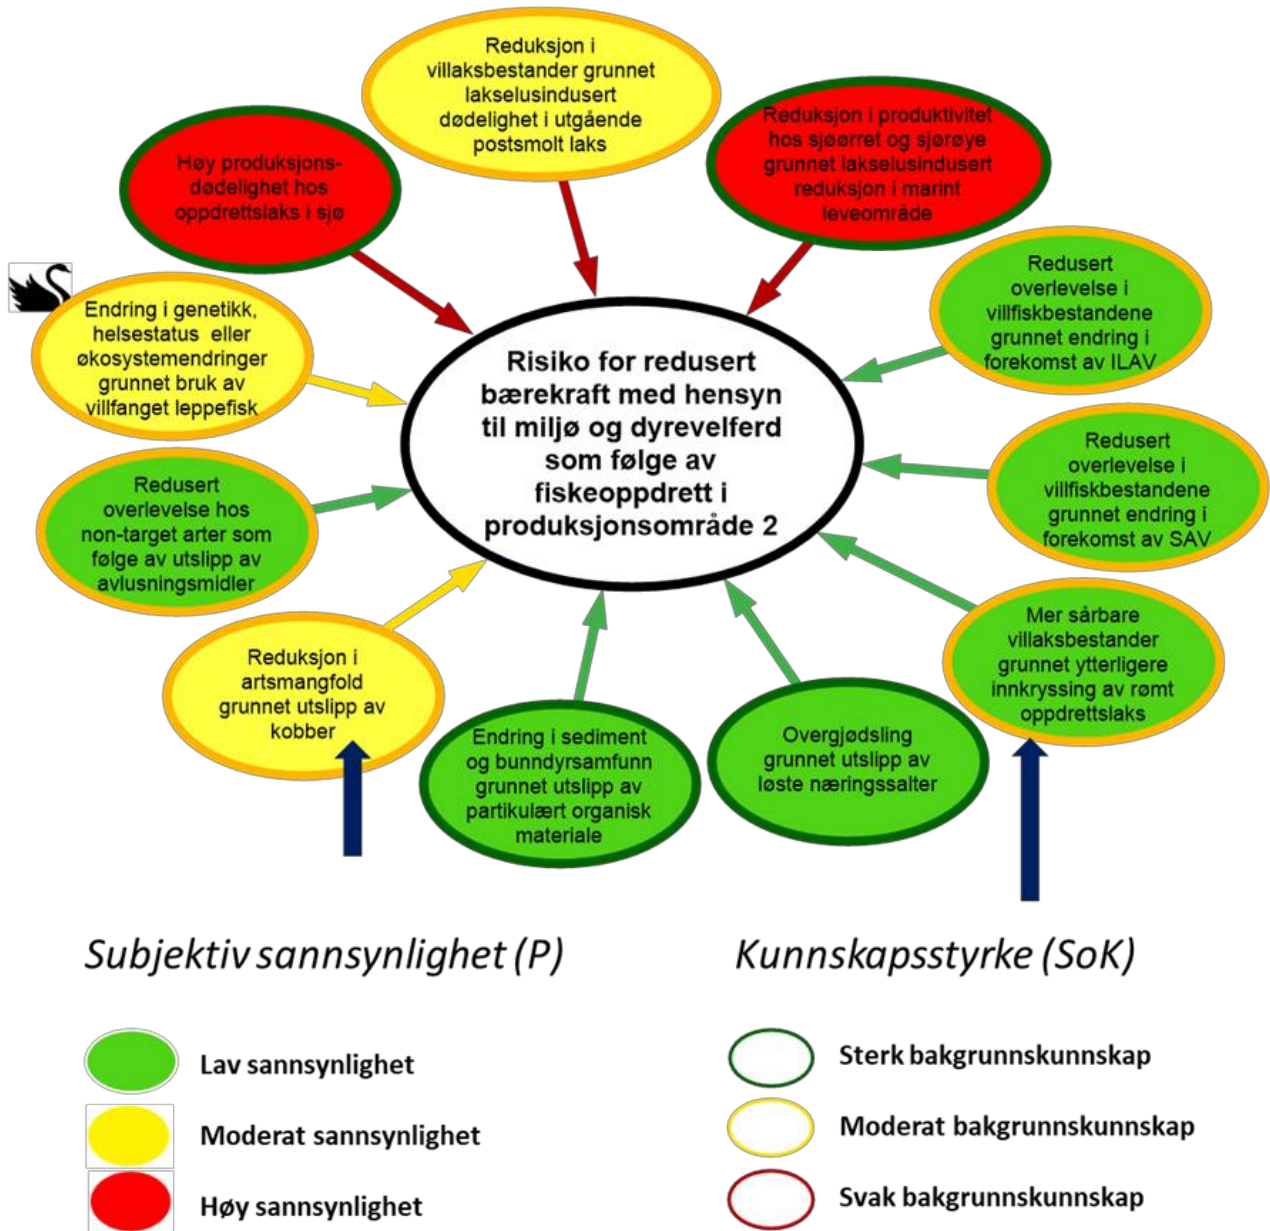 Reduksjon i
villaksbestander grunnet
lakselusindusert
dødelighet i utgående
postsmolt laks
Høy produksjons-
dødelighet hos
oppdrettslaks i sjø
Reduksjon i produktivitet
hos sjøørret og sjørøye
grunnet lakselusindusert
reduksjon i marint
leveområde
Endring i genetikk,
helsestatus eller
økosystemendringer
grunnet bruk av
villfanget leppefisk
Redusert
overlevelse i
villfiskbestandene
grunnet endring i
forekomst av ILAV
Risiko for redusert
bærekraft med hensyn
til miljø og dyrevelferd
som følge av
fiskeoppdrett i
produksjonsområde 2
Redusert
overlevelse hos
non-target arter som
følge av utslipp av
avlusningsmidler
Redusert
overlevelse i
villfiskbestandene
grunnet endring i
forekomst av SAV
Reduksjon i
artsmangfold
grunnet utslipp av
kobber
Endring i sediment
og bunndyrsamfunn
grunnet utslipp av
partikulært organisk
materiale
Overgjødsling
grunnet utslipp av
løste næringssalter
Mer sårbare
villaksbestander
grunnet ytterligere
innkryssing av rømt
oppdrettslaks
Subjektiv sannsynlighet (P)
Lav sannsynlighet
Moderat sannsynlighet
Høy sannsynlighet
Kunnskapsstyrke (SoK)
Sterk bakgrunnskunnskap
Moderat bakgrunnskunnskap
Svak bakgrunnskunnskap